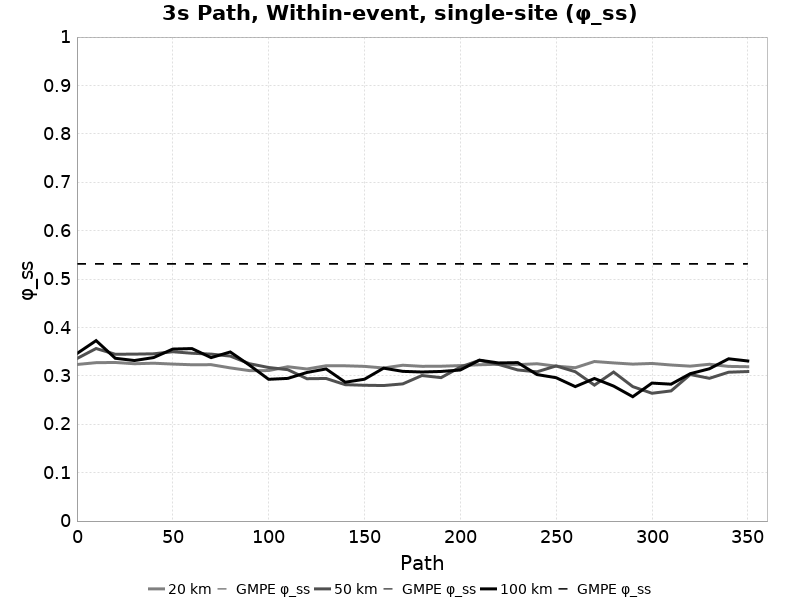 3s Path, Within-event, single-site (φ_ss)
1
0.9
0.8
0.7
0.6
0.5
0.4
0.3
0.2
0.1
0
φ_ss
0 50 100 150 200 250 300 350
Path
20 km GMPE φ_ss 50 km GMPE φ_ss 100 km GMPE φ_ss